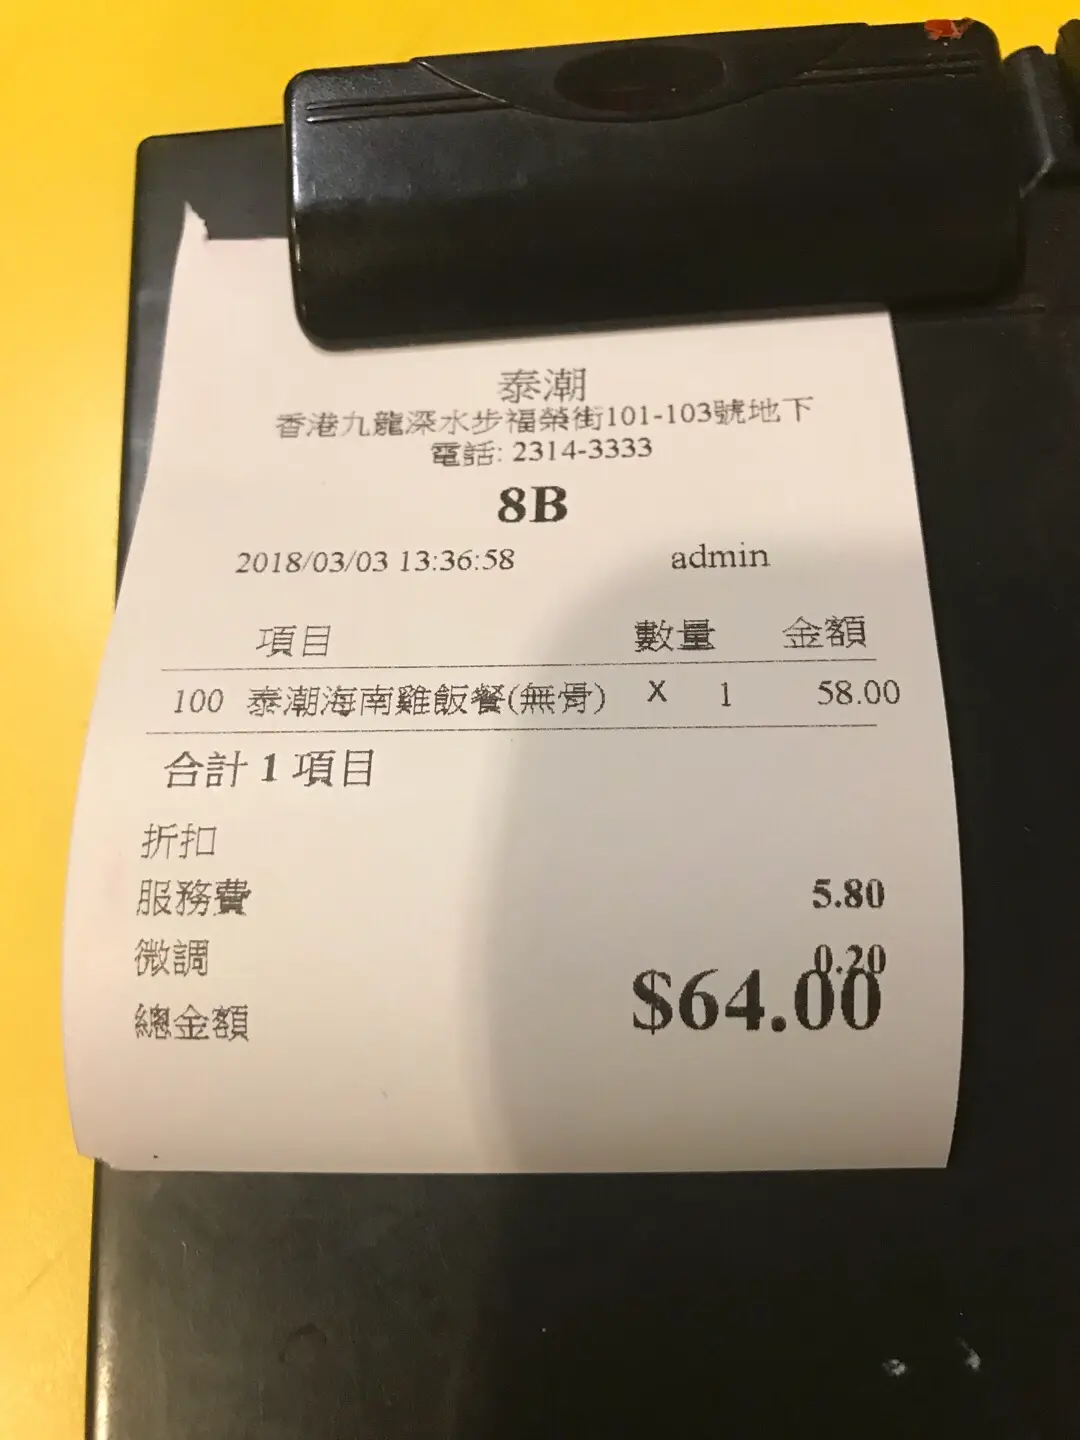 泰潮
香港九龍深水步福榮街101-103號地下
電話: 2314-3333
8B
2018/03/03 13:36:58 admin
項目 數量 金額
100 泰潮海南雞飯餐(無骨) X 1 58.00
合計 1 項目
折扣
服務費 5.80
微調 0.20
總金額 $64.00